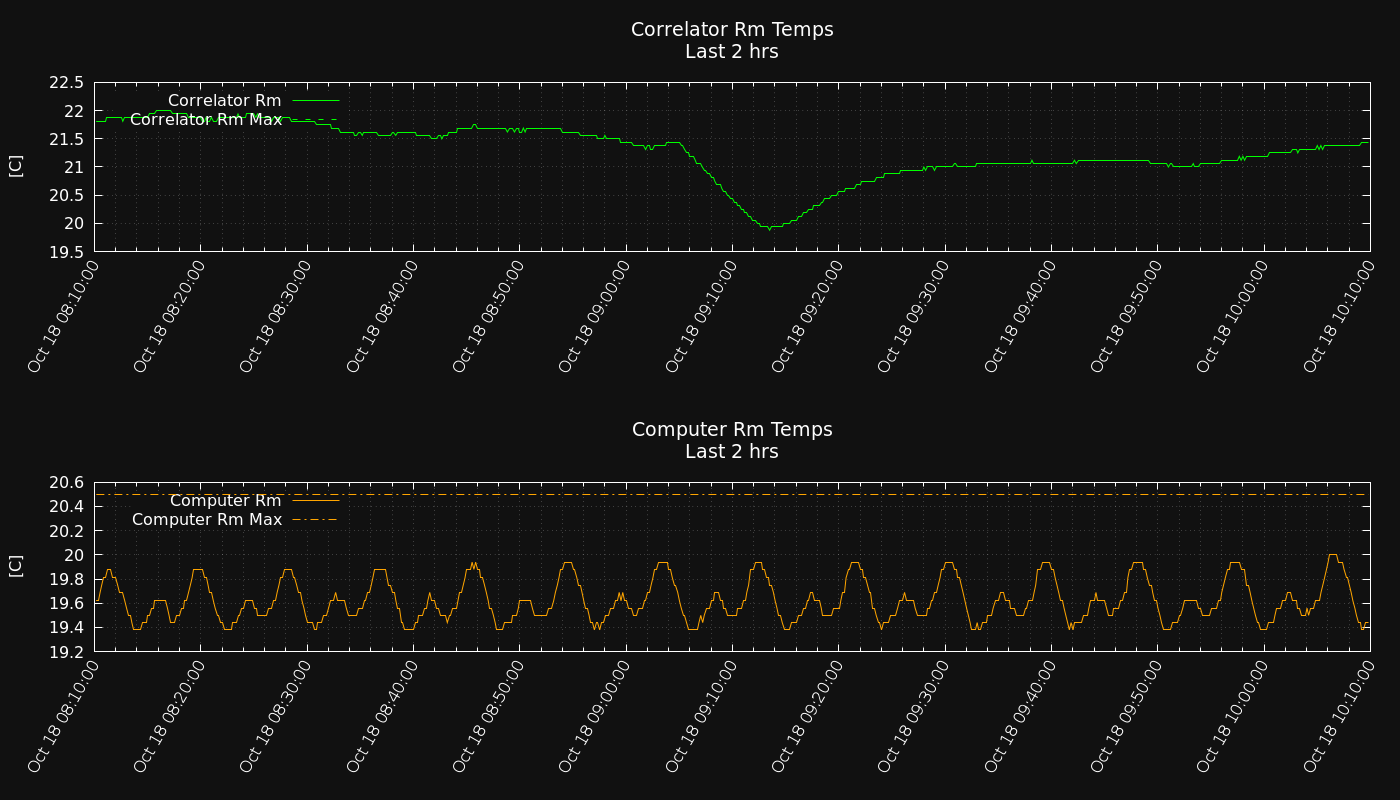 Correlator Rm Temps
Last 2 hrs
22.5
22
21.5
21
20.5
20
19.5
[C]
Correlator Rm
Correlator Rm Max
Oct 18 08:10:00
Oct 18 08:20:00
Oct 18 08:30:00
Oct 18 08:40:00
Oct 18 08:50:00
Oct 18 09:00:00
Oct 18 09:10:00
Oct 18 09:20:00
Oct 18 09:30:00
Oct 18 09:40:00
Oct 18 09:50:00
Oct 18 10:00:00
Oct 18 10:10:00
Computer Rm Temps
Last 2 hrs
20.6
20.4
20.2
20
19.8
19.6
19.4
19.2
[C]
Computer Rm
Computer Rm Max
Oct 18 08:10:00
Oct 18 08:20:00
Oct 18 08:30:00
Oct 18 08:40:00
Oct 18 08:50:00
Oct 18 09:00:00
Oct 18 09:10:00
Oct 18 09:20:00
Oct 18 09:30:00
Oct 18 09:40:00
Oct 18 09:50:00
Oct 18 10:00:00
Oct 18 10:10:00